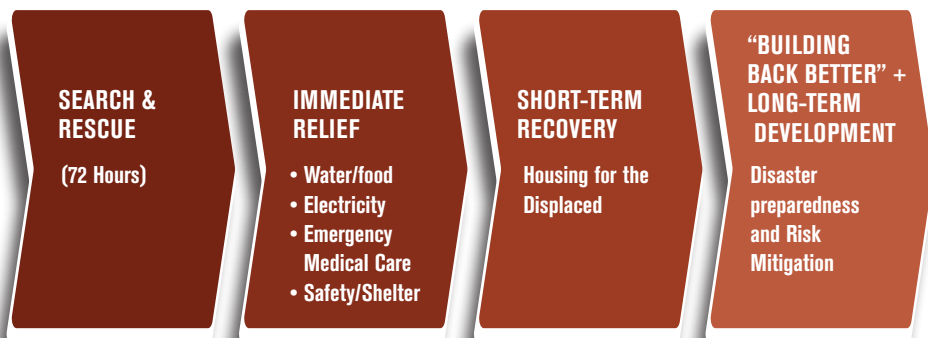 SEARCH &
RESCUE
(72 Hours)
IMMEDIATE
RELIEF
• Water/food
• Electricity
• Emergency
Medical Care
• Safety/Shelter
SHORT-TERM
RECOVERY
Housing for the
Displaced
“BUILDING
BACK BETTER” +
LONG-TERM
DEVELOPMENT
Disaster
preparedness
and Risk
Mitigation